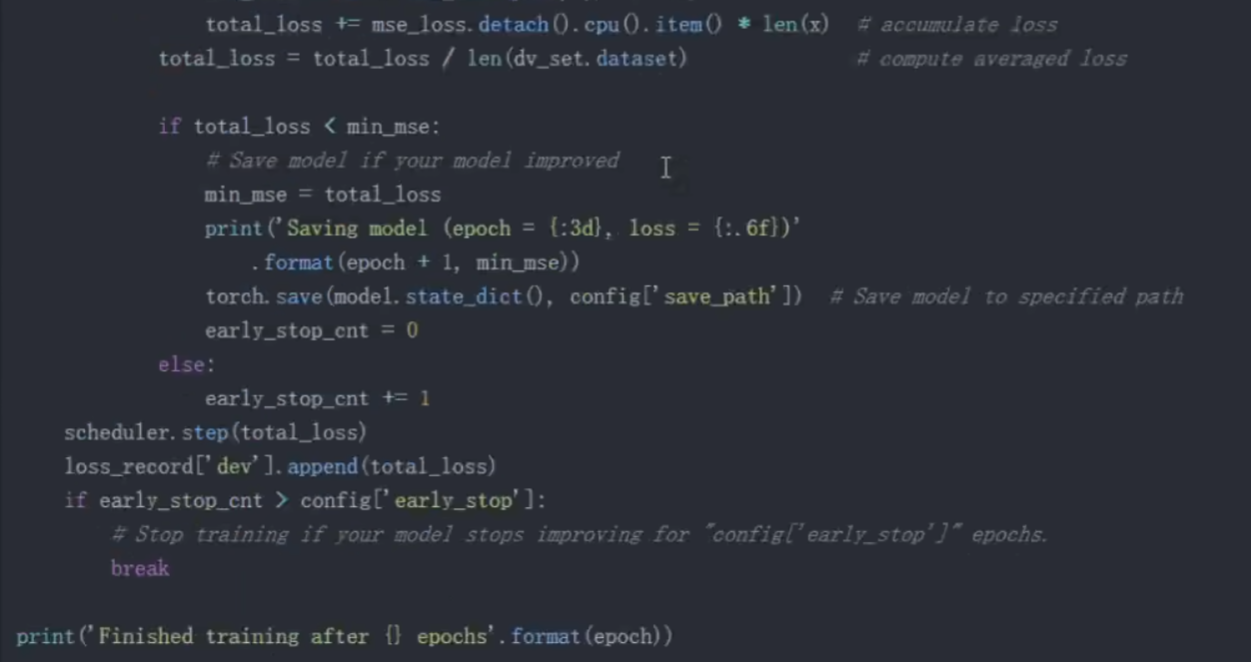 total_loss += mse_loss.detach().cpu().item() * len(x)  # accumulate loss
total_loss = total_loss / len(dv_set.dataset)  # compute averaged loss
if total_loss < min_mse:
# Save model if your model improved
min_mse = total_loss
print('Saving model (epoch = {:3d}, loss = {:.6f})'
.format(epoch + 1, min_mse))
torch.save(model.state_dict(), config['save_path'])  # Save model to specified path
early_stop_cnt = 0
else:
early_stop_cnt += 1
scheduler.step(total_loss)
loss_record['dev'].append(total_loss)
if early_stop_cnt > config['early_stop']:
# Stop training if your model stops improving for "config['early_stop']" epochs.
break
print('Finished training after {} epochs'.format(epoch))